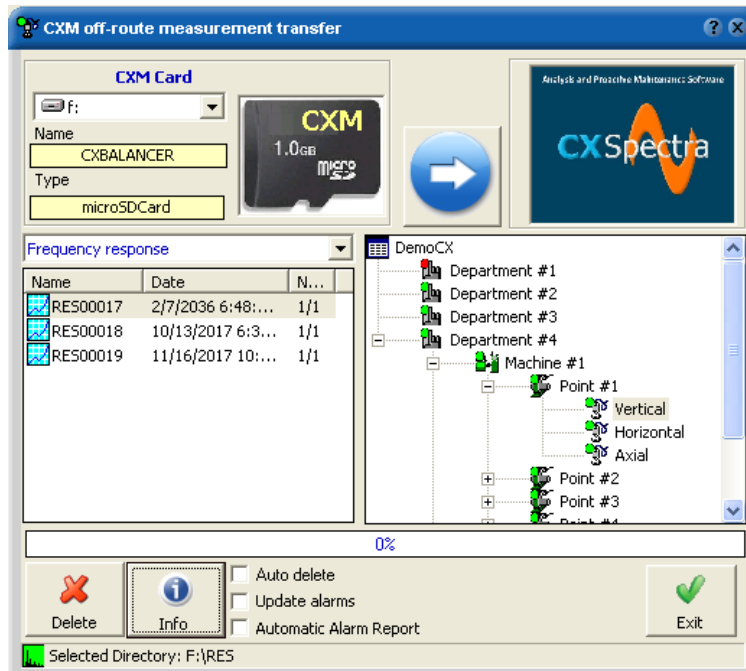 CXM off-route measurement transfer
CXM Card
f:
Name
CXBALANCER
Type
microSDCard
CXM
1.0GB
micro
Analysis and Proactive Maintenance Software
CXSpectra
Frequency response
Name Date N...
RES00017 2/7/2036 6:48:... 1/1
RES00018 10/13/2017 6:3... 1/1
RES00019 11/16/2017 10:... 1/1
DemoCX
Department #1
Department #2
Department #3
Department #4
Machine #1
Point #1
Vertical
Horizontal
Axial
Point #2
Point #3
Point #4
0%
Delete
Info
Auto delete
Update alarms
Automatic Alarm Report
Exit
Selected Directory: F:\RES